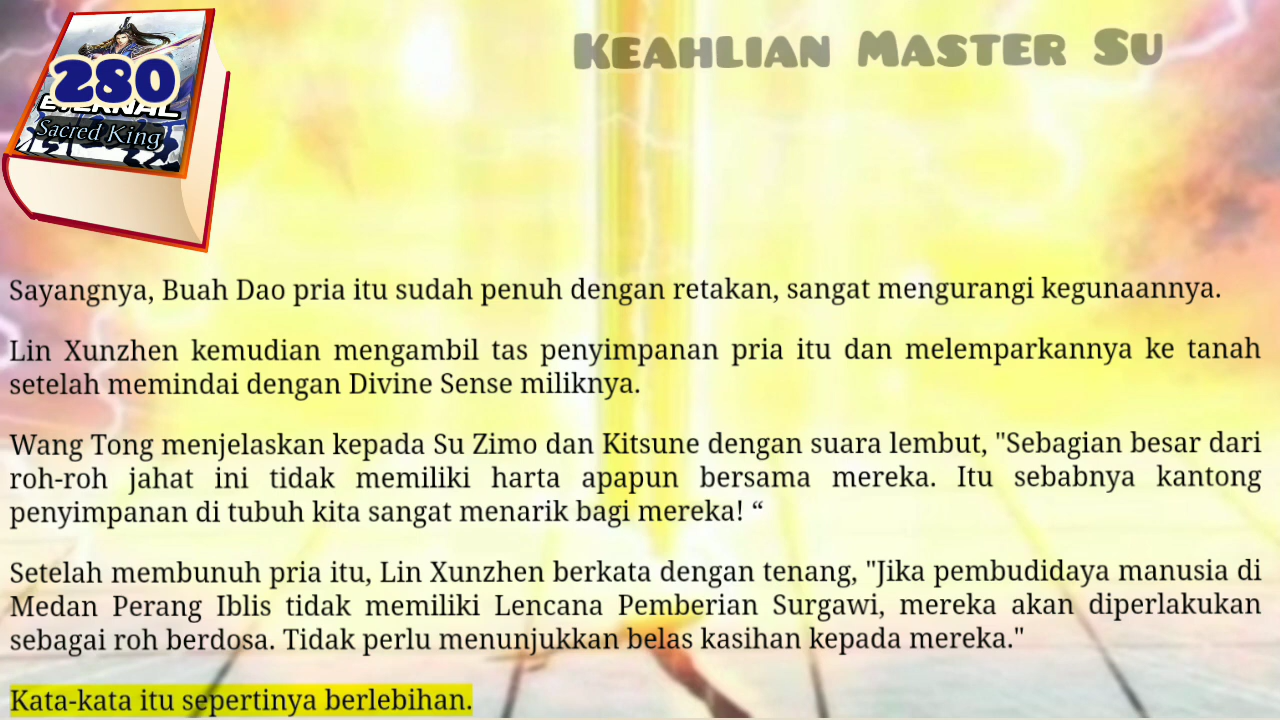 280
ETERNAL
Sacred King
Keahlian Master Su
Sayangnya, Buah Dao pria itu sudah penuh dengan retakan, sangat mengurangi kegunaannya.
Lin Xunzhen kemudian mengambil tas penyimpanan pria itu dan melemparkannya ke tanah
setelah memindai dengan Divine Sense miliknya.
Wang Tong menjelaskan kepada Su Zimo dan Kitsune dengan suara lembut, "Sebagian besar dari
roh-roh jahat ini tidak memiliki harta apapun bersama mereka. Itu sebabnya kantong
penyimpanan di tubuh kita sangat menarik bagi mereka! “
Setelah membunuh pria itu, Lin Xunzhen berkata dengan tenang, "Jika pembudidaya manusia di
Medan Perang Iblis tidak memiliki Lencana Pemberian Surgawi, mereka akan diperlakukan
sebagai roh berdosa. Tidak perlu menunjukkan belas kasihan kepada mereka."
Kata-kata itu sepertinya berlebihan.